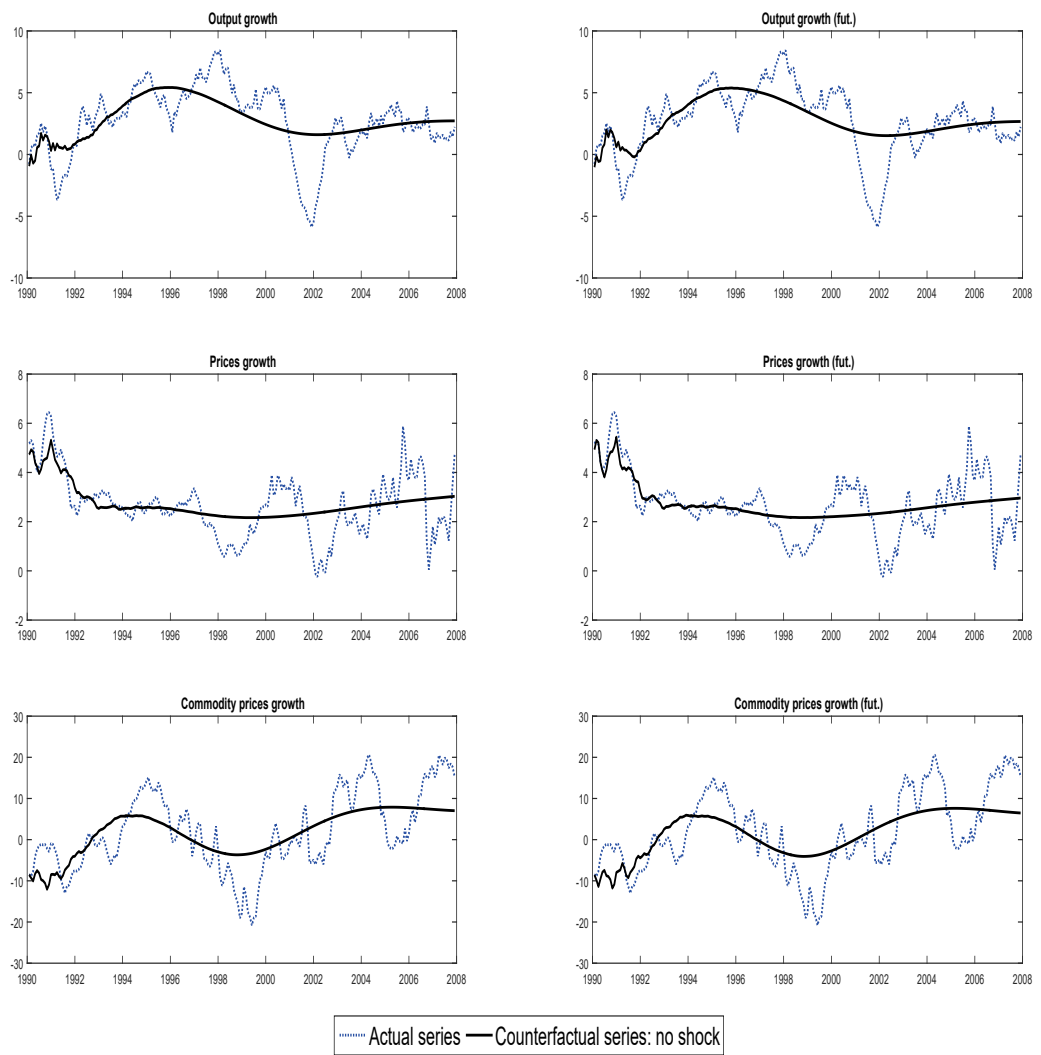 Output growth
10
5
0
-5
-10
1990 1992 1994 1996 1998 2000 2002 2004 2006 2008
Output growth (fut.)
10
5
0
-5
-10
1990 1992 1994 1996 1998 2000 2002 2004 2006 2008
Prices growth
8
6
4
2
0
-2
1990 1992 1994 1996 1998 2000 2002 2004 2006 2008
Prices growth (fut.)
8
6
4
2
0
-2
1990 1992 1994 1996 1998 2000 2002 2004 2006 2008
Commodity prices growth
30
20
10
0
-10
-20
-30
1990 1992 1994 1996 1998 2000 2002 2004 2006 2008
Commodity prices growth (fut.)
30
20
10
0
-10
-20
-30
1990 1992 1994 1996 1998 2000 2002 2004 2006 2008
Actual series Counterfactual series: no shock